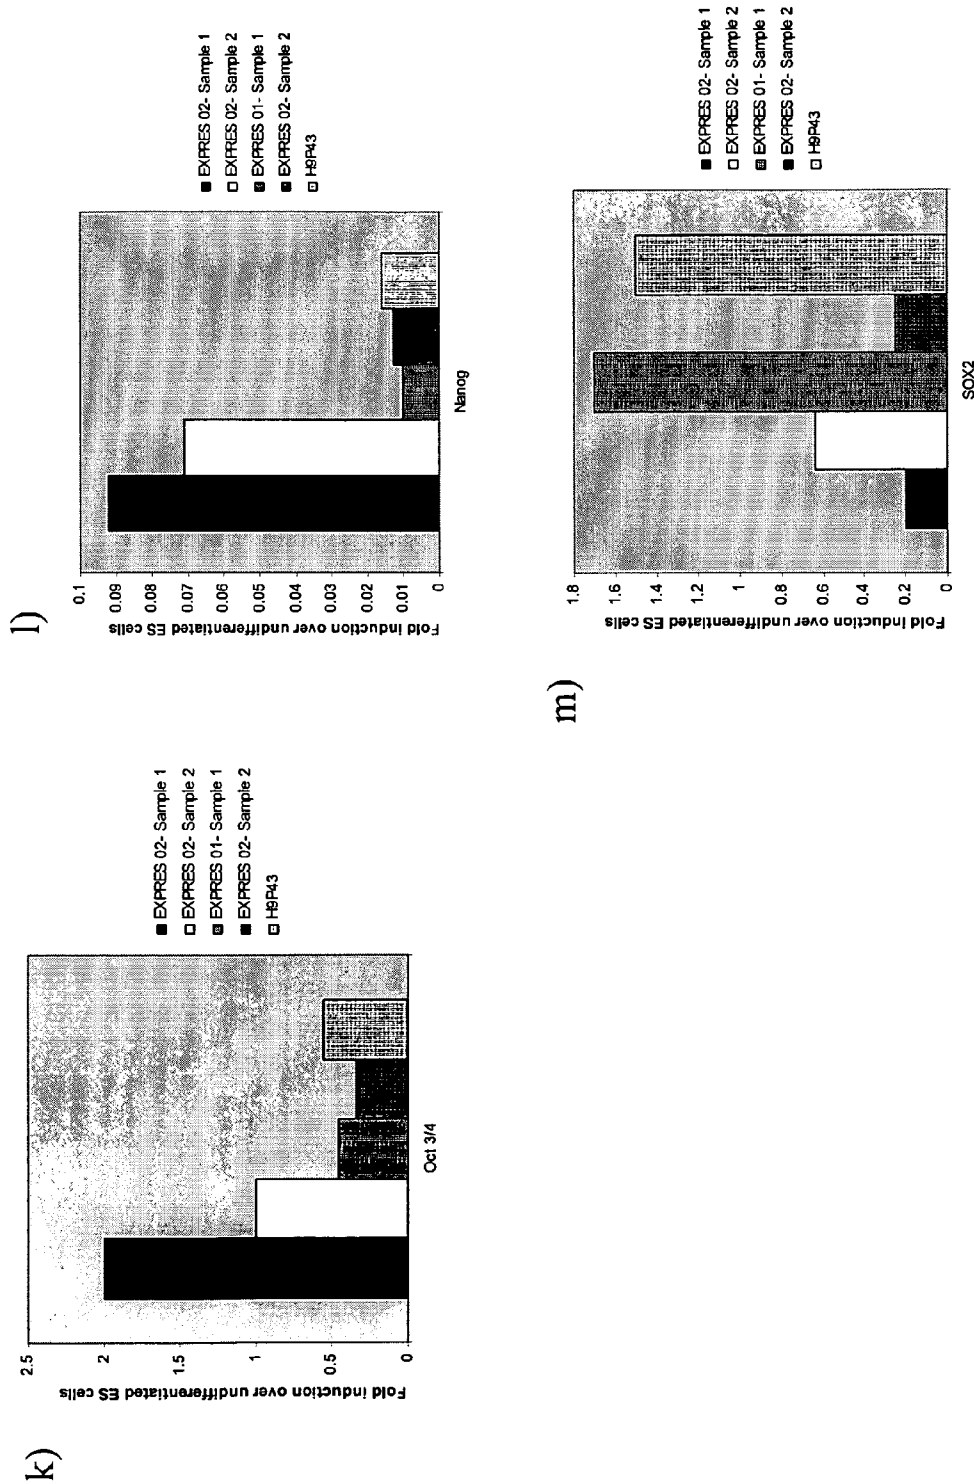 k)
Fold induction over undifferentiated ES cells
2.5
2
1.5
1
0.5
0
Oct 3/4
EXPRES 02- Sample 1
EXPRES 02- Sample 2
EXPRES 01- Sample 1
EXPRES 02- Sample 2
H9P43
l)
Fold induction over undifferentiated ES cells
0.1
0.09
0.08
0.07
0.06
0.05
0.04
0.03
0.02
0.01
0
Nanog
EXPRES 02- Sample 1
EXPRES 02- Sample 2
EXPRES 01- Sample 1
EXPRES 02- Sample 2
H9P43
m)
Fold induction over undifferentiated ES cells
1.8
1.6
1.4
1.2
1
0.8
0.6
0.4
0.2
0
SOX2
EXPRES 02- Sample 1
EXPRES 02- Sample 2
EXPRES 01- Sample 1
EXPRES 02- Sample 2
H9P43